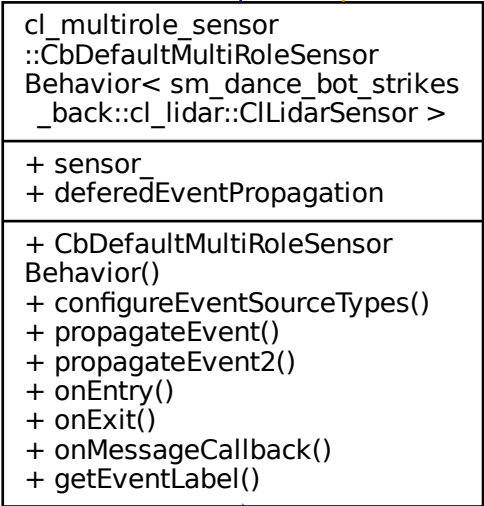 cl_multirole_sensor
::CbDefaultMultiRoleSensor
Behavior< sm_dance_bot_strikes
_back::cl_lidar::ClLidarSensor >
+ sensor_
+ deferedEventPropagation
+ CbDefaultMultiRoleSensor
Behavior()
+ configureEventSourceTypes()
+ propagateEvent()
+ propagateEvent2()
+ onEntry()
+ onExit()
+ onMessageCallback()
+ getEventLabel()